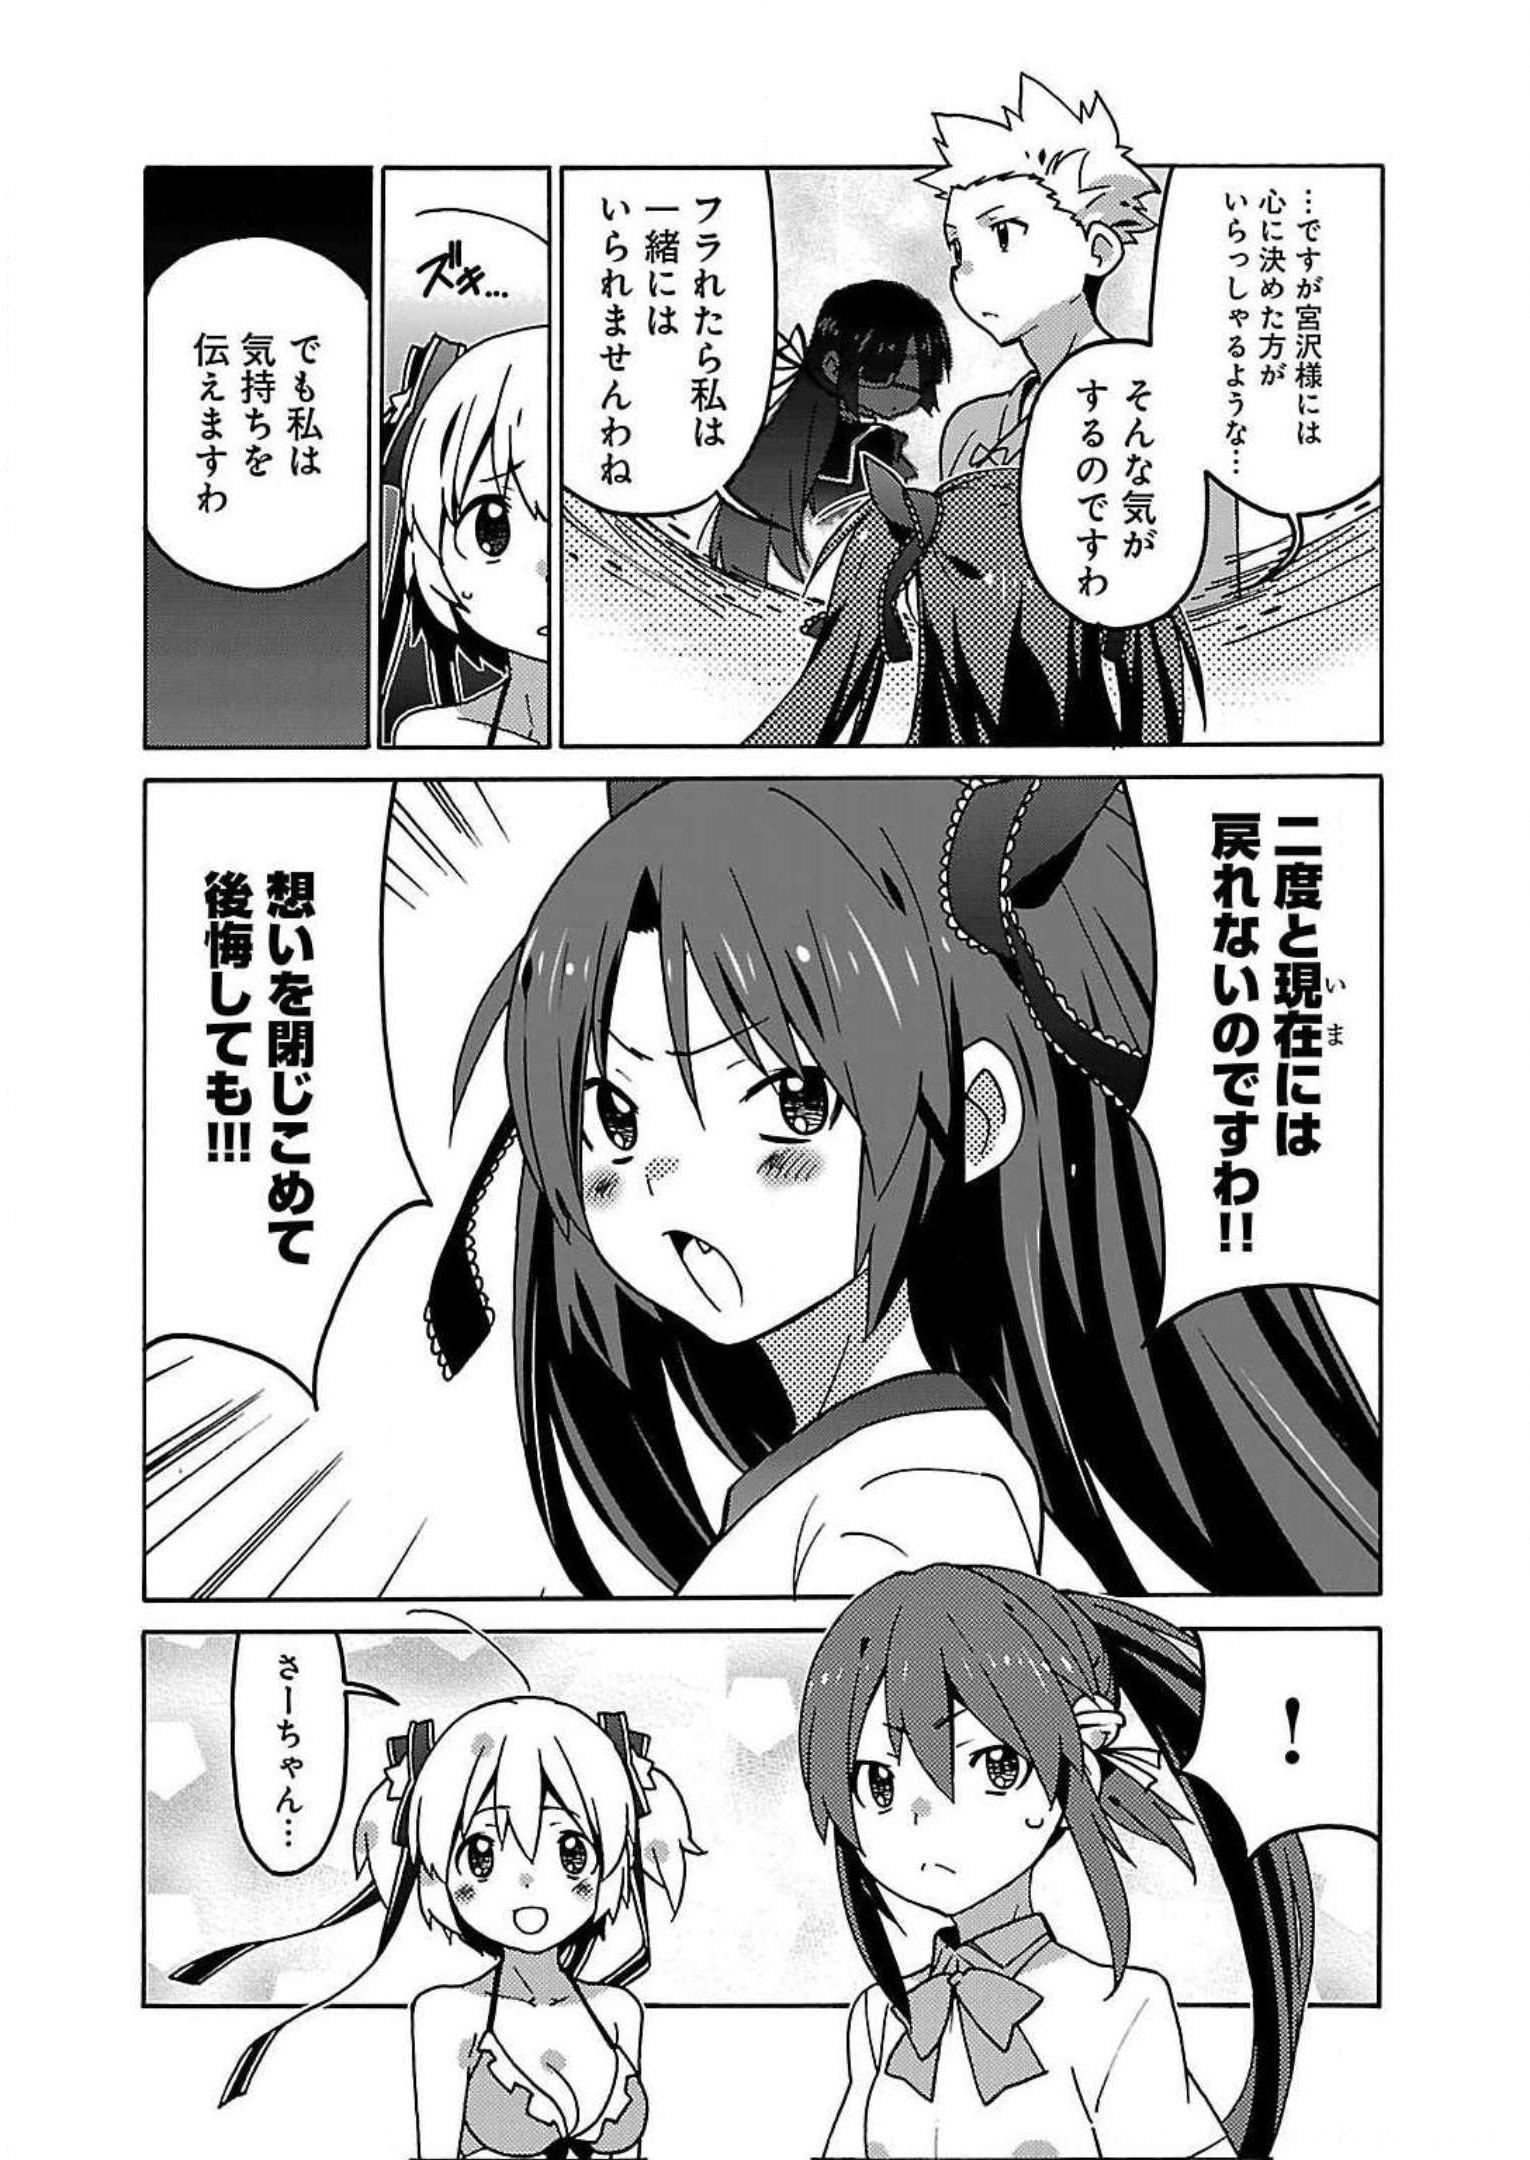 …ですが宮沢様には
心に決めた方が
いらっしゃるような…
そんな気が
するのですわ
フラれたら私は
一緒には
いられませんわね
ズキ…
でも私は
気持ちを
伝えますわ
二度と現在には
いま
戻れないのですわ!!
想いを閉じこめて
後悔しても!!!
!
さーちゃん…